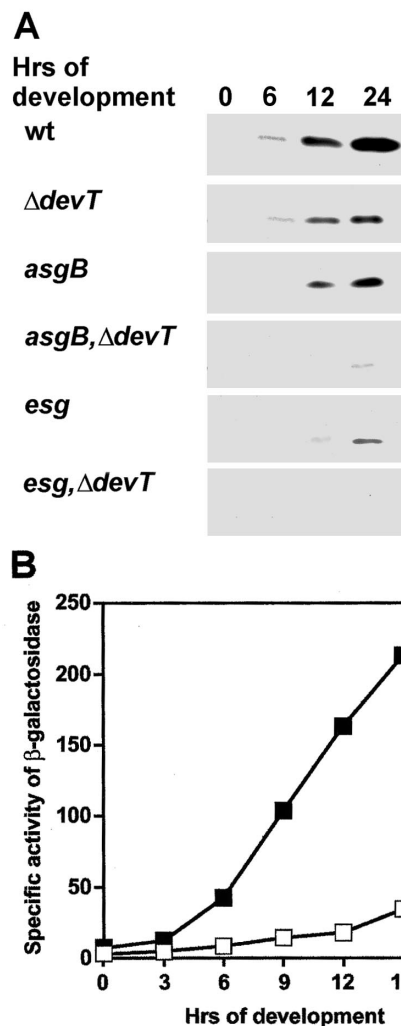 A
Hrs of
development 0 6 12 24
wt
ΔdevT
asgB
asgB,ΔdevT
esg
esg,ΔdevT
B
Specific activity of β-galactosidase
250
200
150
100
50
0
0 3 6 9 12
Hrs of development